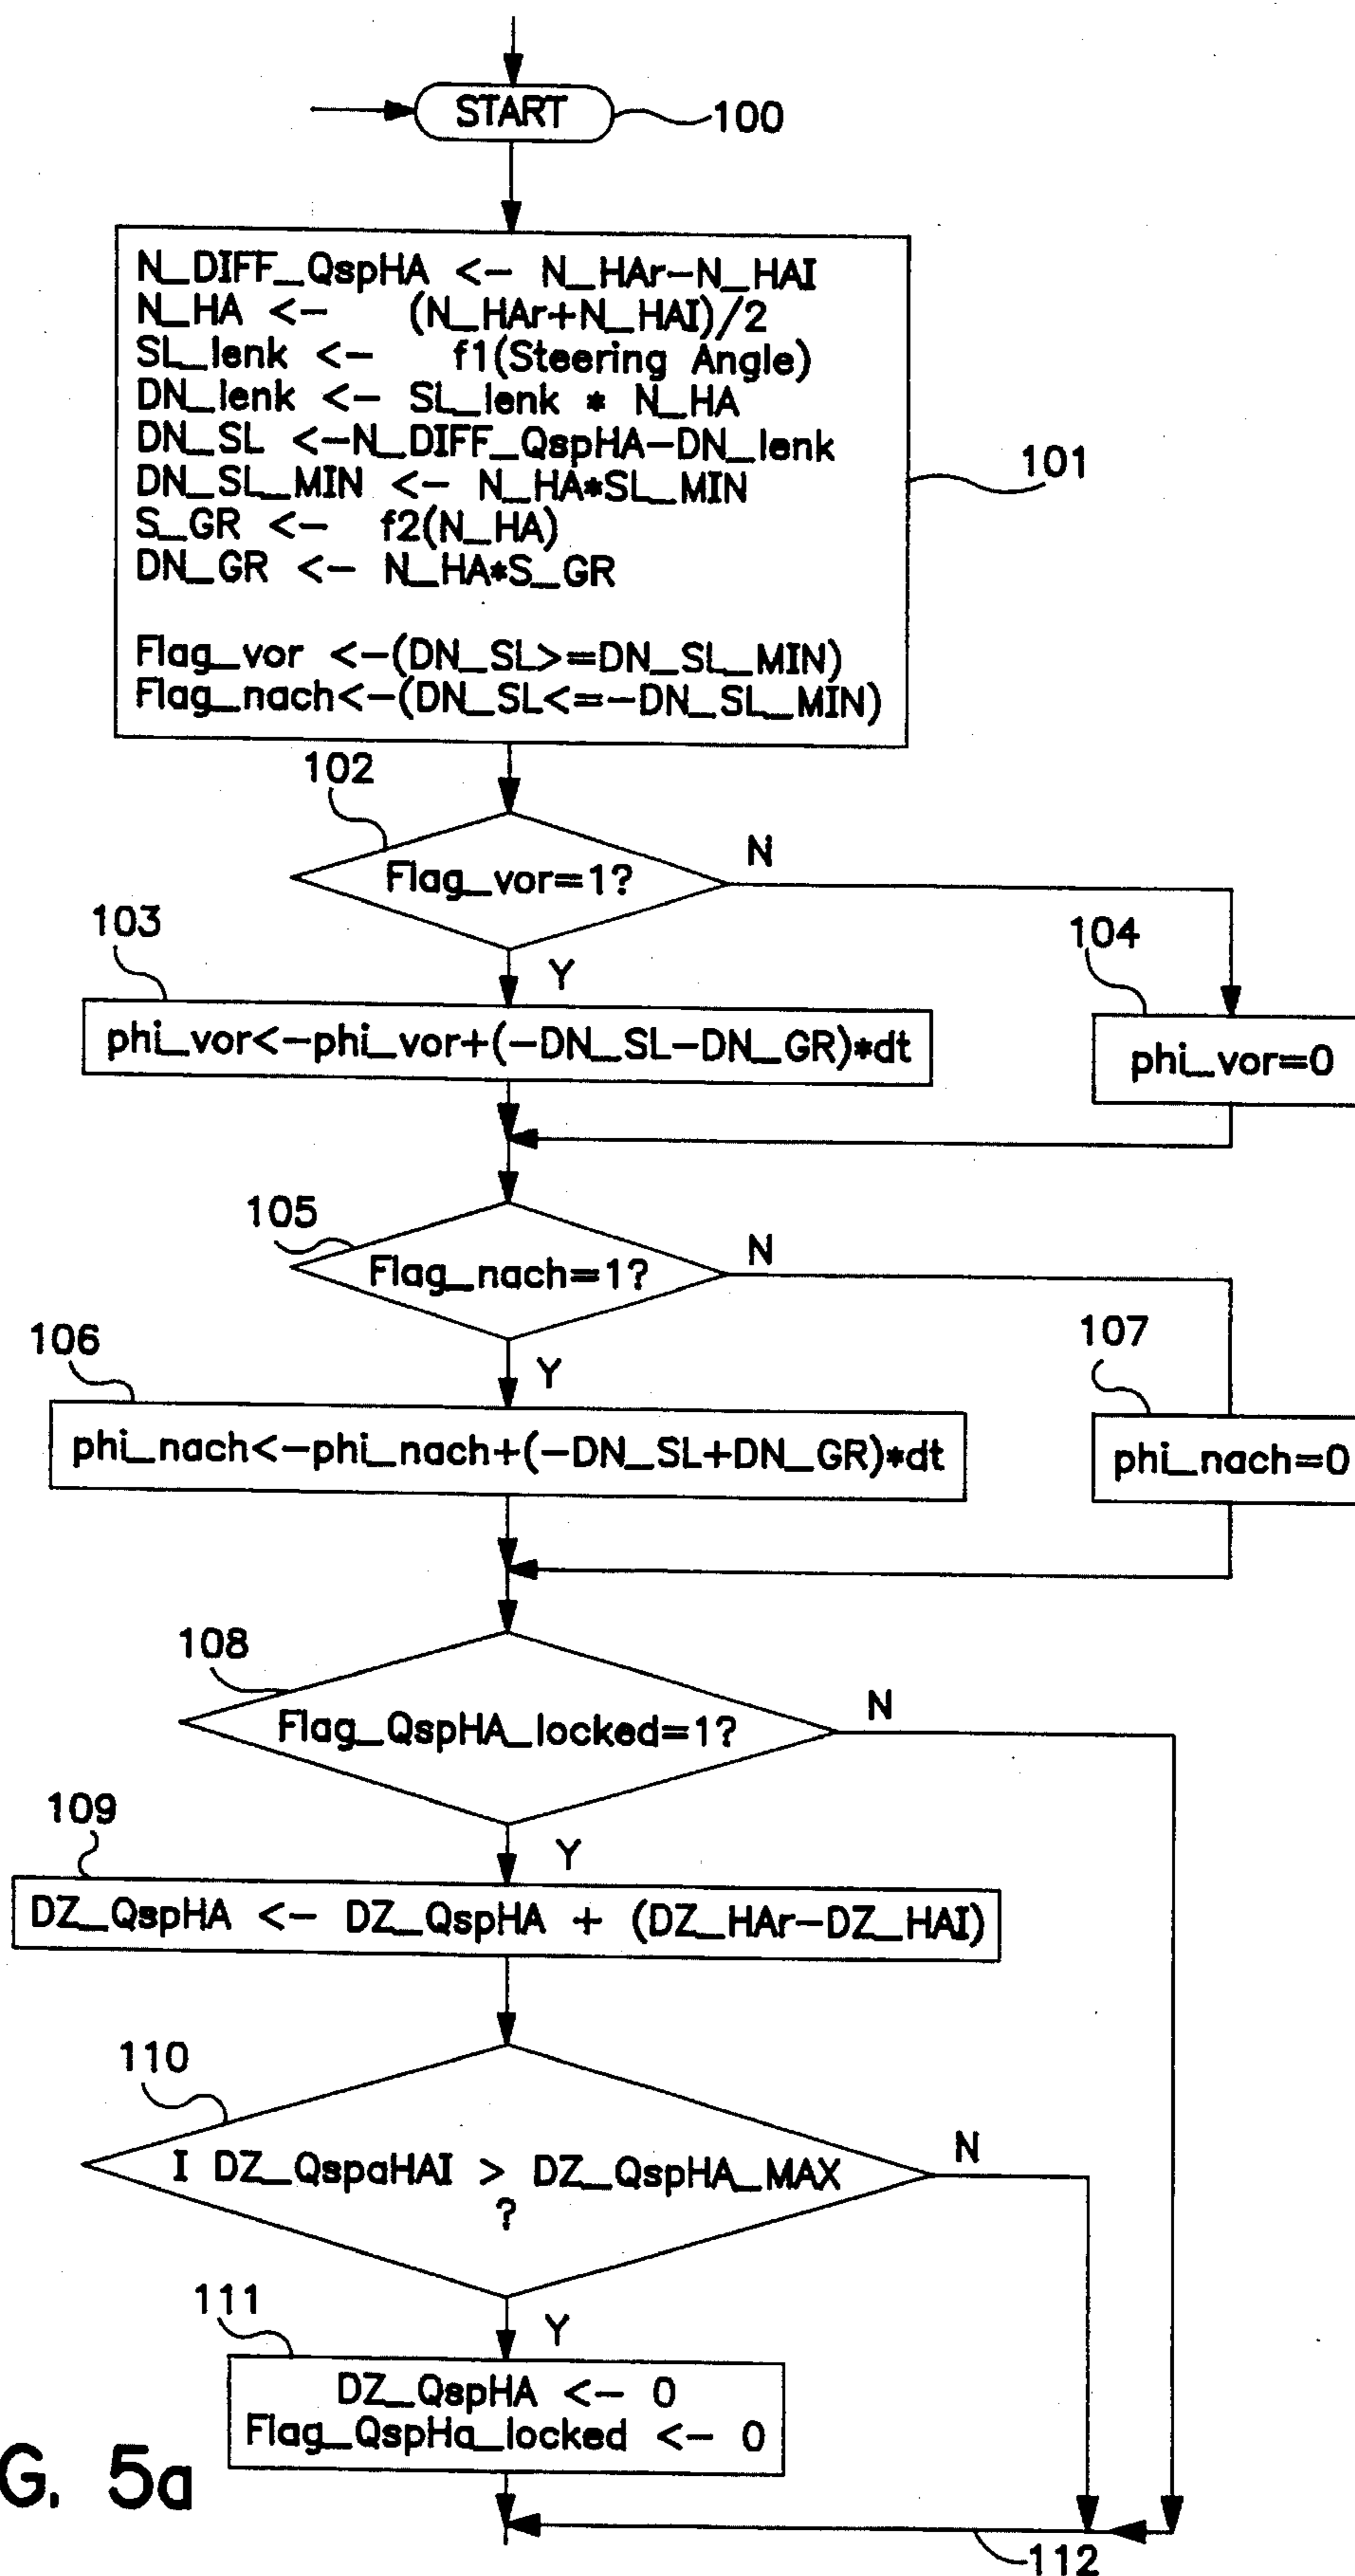 START
100
N_DIFF_QspHA <- N_HAr-N_HAI
N_HA <- (N_HAr+N_HAI)/2
SL_lenk <- f1(Steering Angle)
DN_lenk <- SL_lenk * N_HA
DN_SL <-N_DIFF_QspHA-DN_lenk
DN_SL_MIN <- N_HA*SL_MIN
S_GR <- f2(N_HA)
DN_GR <- N_HA*S_GR
Flag_vor <-(DN_SL>=DN_SL_MIN)
Flag_nach<-(DN_SL<=-DN_SL_MIN)
101
102
Flag_vor=1?
N
103
Y
104
phi_vor<-phi_vor+(-DN_SL-DN_GR)*dt
phi_vor=0
105
Flag_nach=1?
N
106
Y
107
phi_nach<-phi_nach+(-DN_SL+DN_GR)*dt
phi_nach=0
108
Flag_QspHA_locked=1?
N
109
Y
DZ_QspHA <- DZ_QspHA + (DZ_HAr-DZ_HAI)
110
I DZ_QspaHAI > DZ_QspHA_MAX
?
N
111
Y
DZ_QspHA <- 0
Flag_QspHa_locked <- 0
G. 5a
112